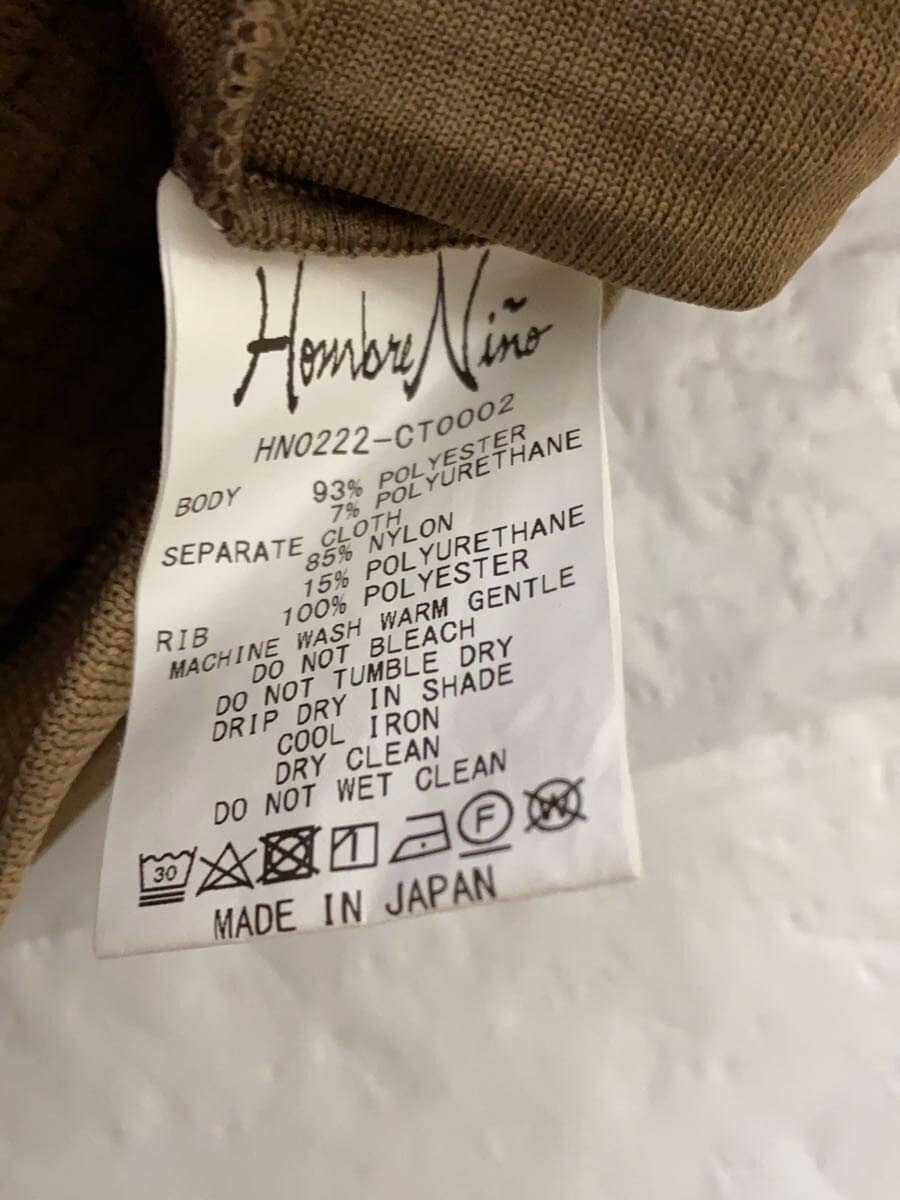 Hombre Niño
HN0222-CT0002
BODY 93% POLYESTER
7% POLYURETHANE
SEPARATE CLOTH
85% NYLON
15% POLYURETHANE
RIB 100% POLYESTER
MACHINE WASH WARM GENTLE
DO NOT BLEACH
DO NOT TUMBLE DRY
DRIP DRY IN SHADE
COOL IRON
DRY CLEAN
DO NOT WET CLEAN
30 F W
MADE IN JAPAN